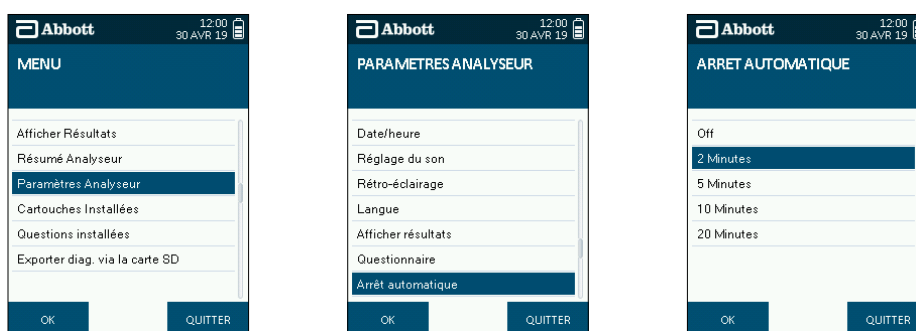 Abbott
12:00
30 AVR 19
MENU
Afficher Résultats
Résumé Analyseur
Paramètres Analyseur
Cartouches Installées
Questions installées
Exporter diag. via la carte SD
OK
QUITTER
Abbott
12:00
30 AVR 19
PARAMETRES ANALYSEUR
Date/heure
Réglage du son
Rétro-éclairage
Langue
Afficher résultats
Questionnaire
Arrêt automatique
OK
QUITTER
Abbott
12:00
30 AVR 19
ARRET AUTOMATIQUE
Off
2 Minutes
5 Minutes
10 Minutes
20 Minutes
OK
QUITTER